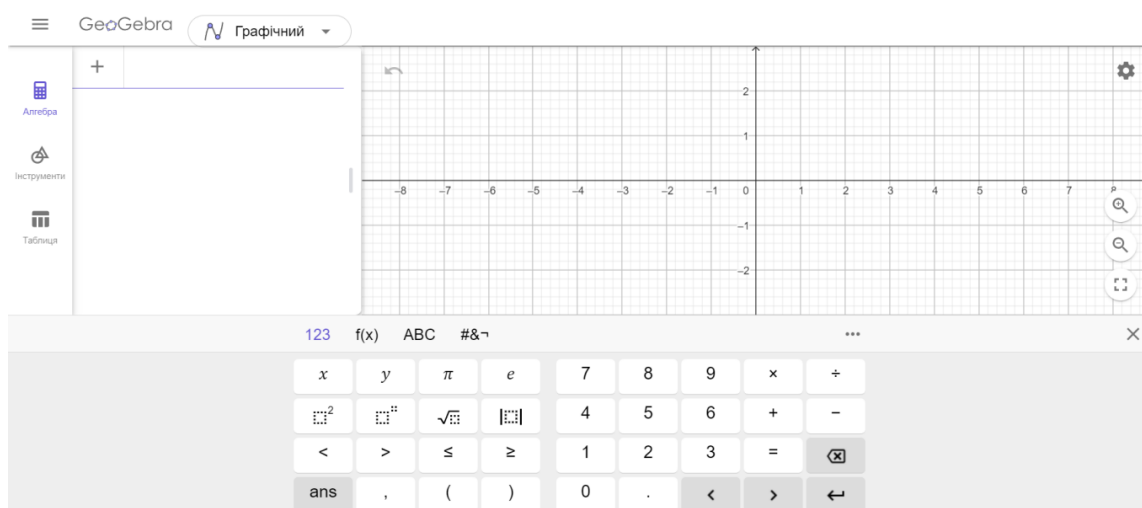 GeoGebra
Графічний
+
Алгебра
Інструменти
Таблиця
2
1
–8 –7 –6 –5 –4 –3 –2 –1 0 1 2 3 4 5 6 7 8
–1
–2
123 f(x) ABC #&¬
x y π e 7 8 9 × ÷
2 √ 4 5 6 + −
< > ≤ ≥ 1 2 3 =
ans , ( ) 0 . < >